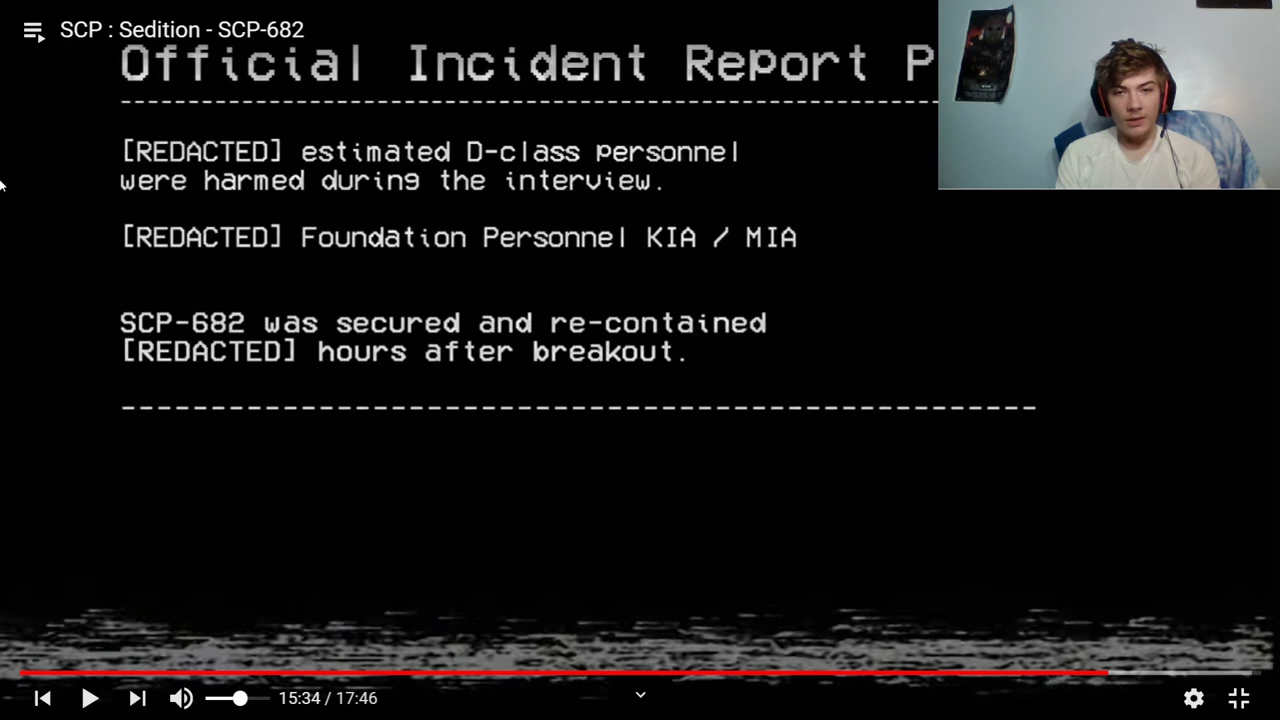 SCP : Sedition - SCP-682
Official Incident Report P
[REDACTED] estimated D-class personnel
were harmed during the interview.
[REDACTED] Foundation Personnel KIA / MIA
SCP-682 was secured and re-contained
[REDACTED] hours after breakout.
15:34 / 17:46